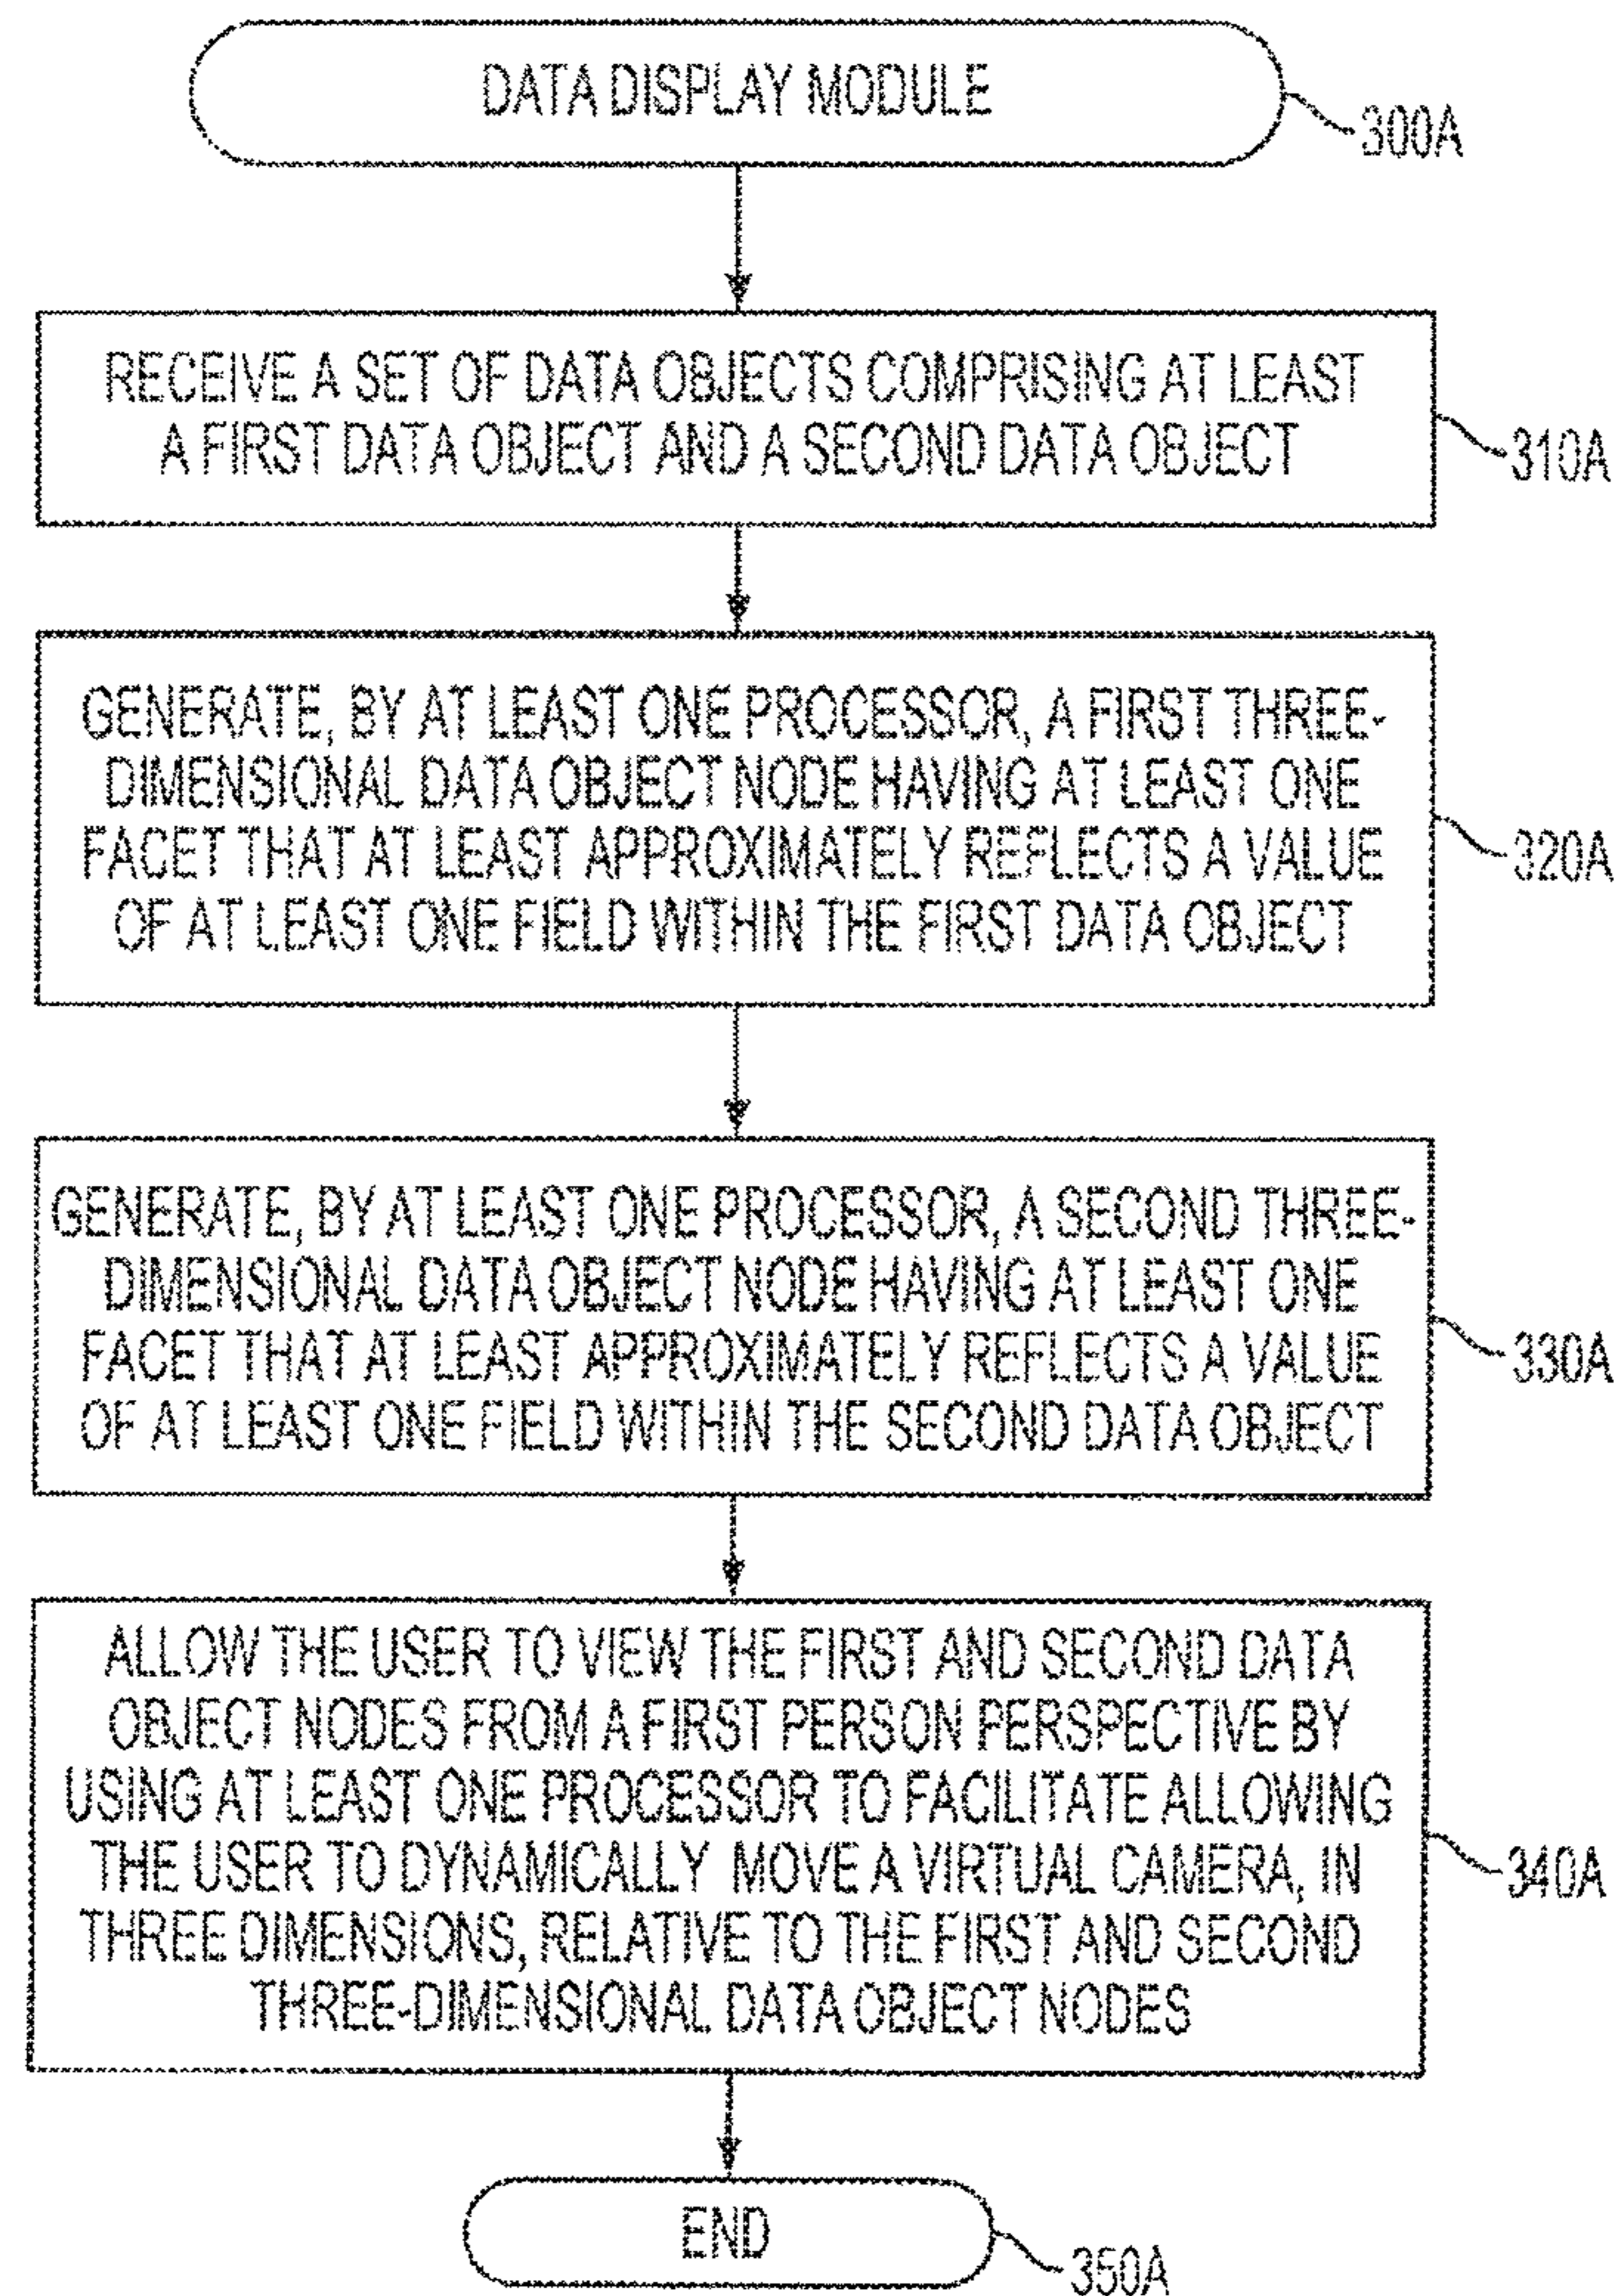 DATA DISPLAY MODULE
300A
RECEIVE A SET OF DATA OBJECTS COMPRISING AT LEAST
A FIRST DATA OBJECT AND A SECOND DATA OBJECT
310A
GENERATE, BY AT LEAST ONE PROCESSOR, A FIRST THREE-
DIMENSIONAL DATA OBJECT NODE HAVING AT LEAST ONE
FACET THAT AT LEAST APPROXIMATELY REFLECTS A VALUE
OF AT LEAST ONE FIELD WITHIN THE FIRST DATA OBJECT
320A
GENERATE, BY AT LEAST ONE PROCESSOR, A SECOND THREE-
DIMENSIONAL DATA OBJECT NODE HAVING AT LEAST ONE
FACET THAT AT LEAST APPROXIMATELY REFLECTS A VALUE
OF AT LEAST ONE FIELD WITHIN THE SECOND DATA OBJECT
330A
ALLOW THE USER TO VIEW THE FIRST AND SECOND DATA
OBJECT NODES FROM A FIRST PERSON PERSPECTIVE BY
USING AT LEAST ONE PROCESSOR TO FACILITATE ALLOWING
THE USER TO DYNAMICALLY MOVE A VIRTUAL CAMERA, IN
THREE DIMENSIONS, RELATIVE TO THE FIRST AND SECOND
THREE-DIMENSIONAL DATA OBJECT NODES
340A
END
350A